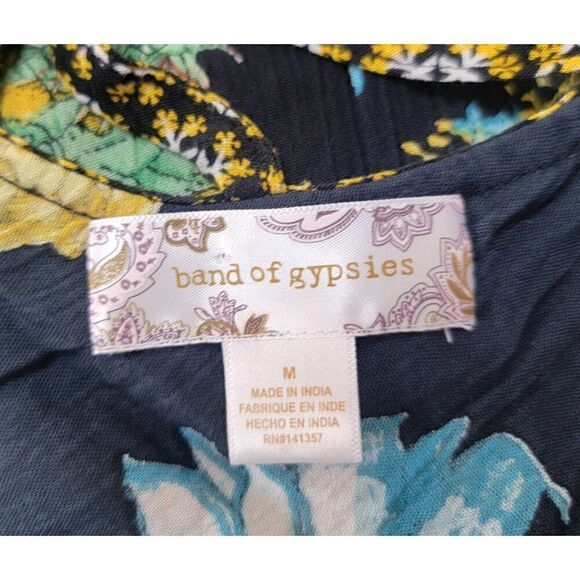 band of gypsies
M
MADE IN INDIA
FABRIQUE EN INDE
HECHO EN INDIA
RN#141357